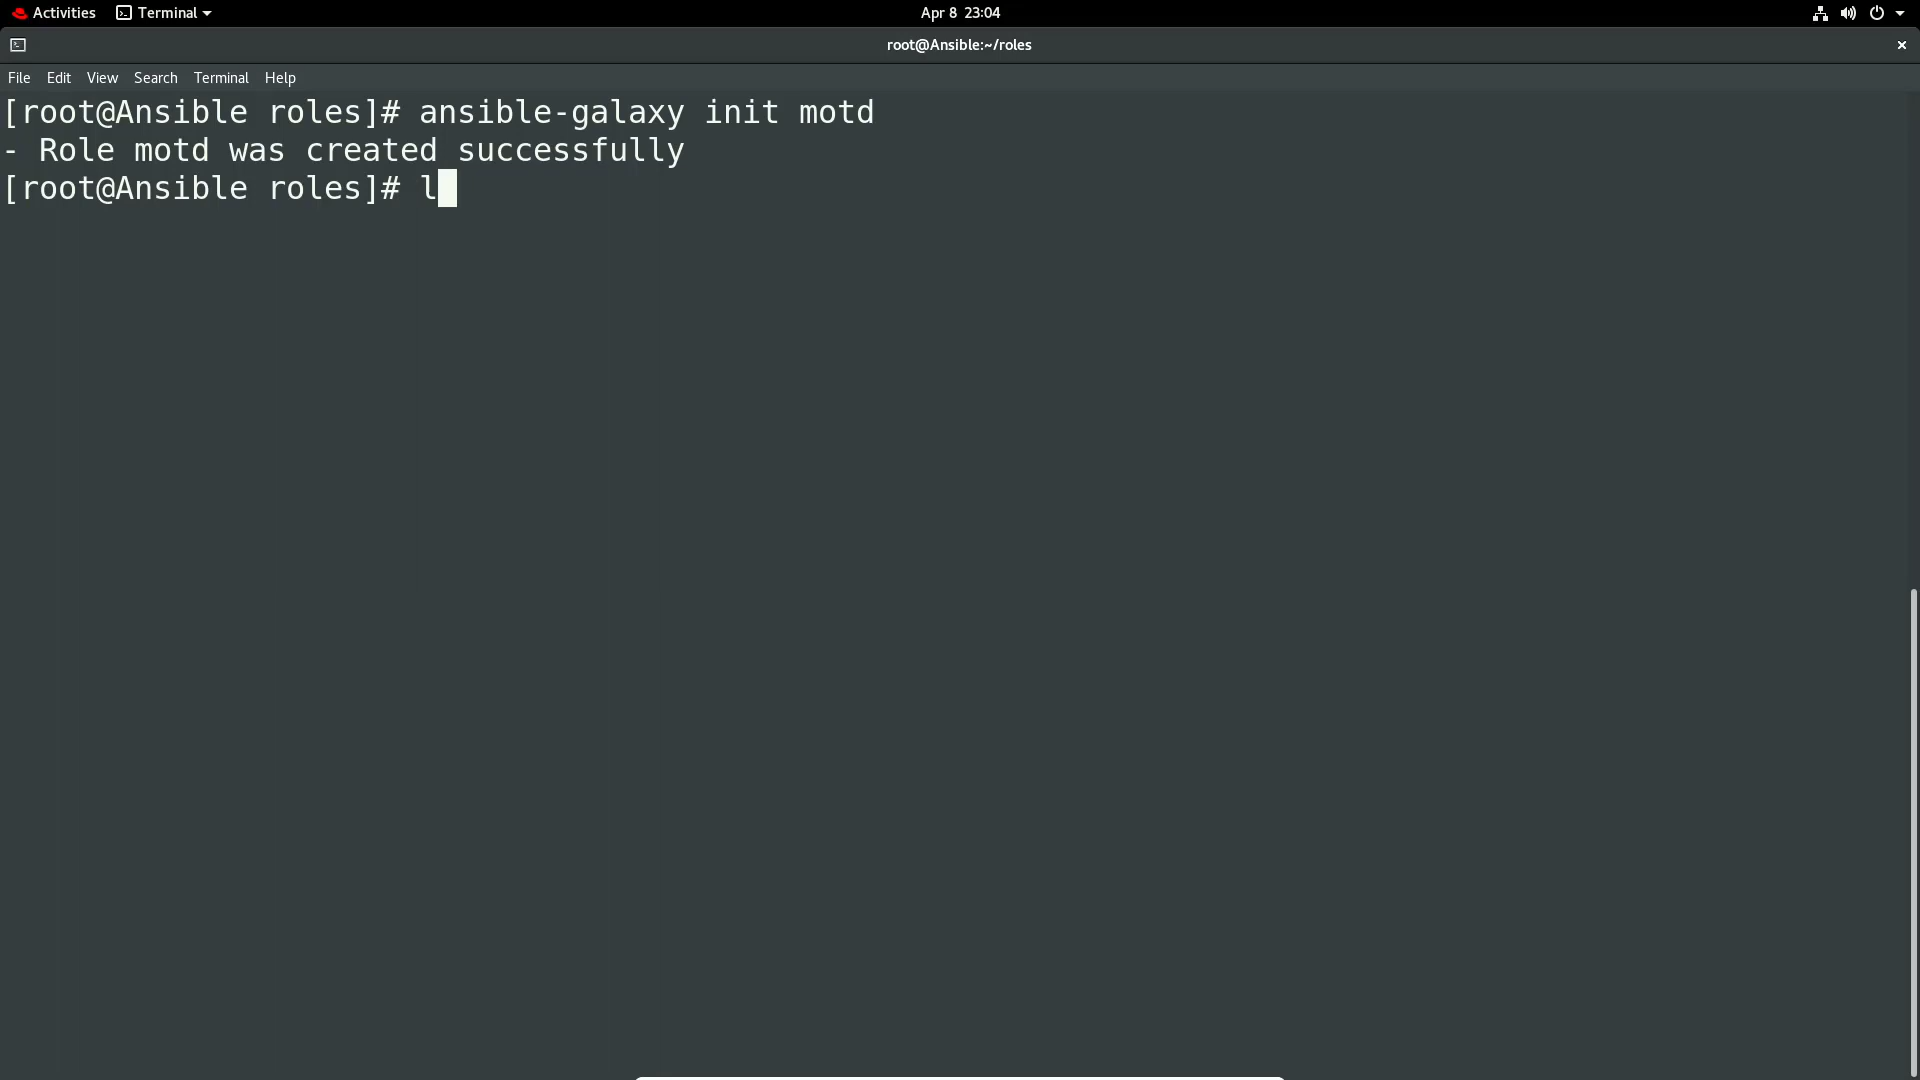 Activities Terminal Apr 8 23:04
root@Ansible:~/roles
File Edit View Search Terminal Help
[root@Ansible roles]# ansible-galaxy init motd
- Role motd was created successfully
[root@Ansible roles]# l